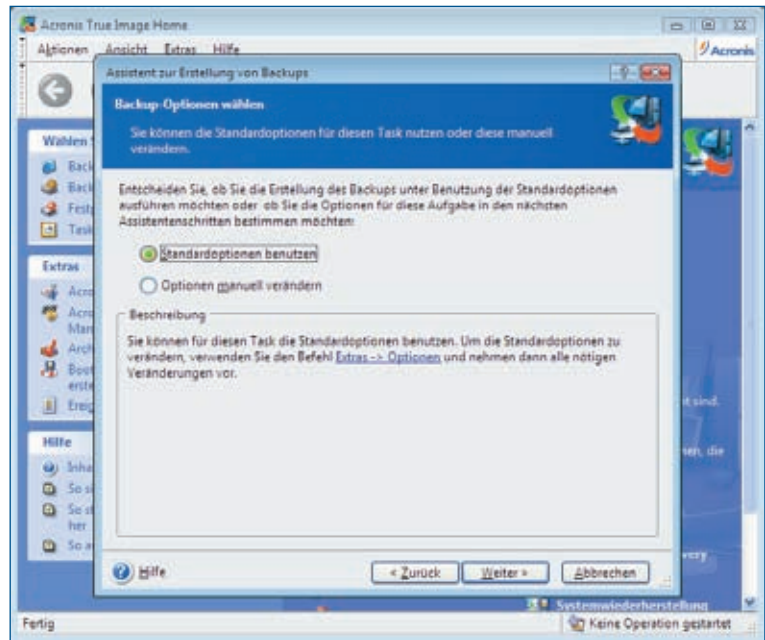 Acronis True Image Home
Aktionen Ansicht Extras Hilfe
Acronis
Assistent zur Erstellung von Backups
Backup-Optionen wählen
Sie können die Standardoptionen für diesen Task nutzen oder diese manuell
verändern.
Entscheiden Sie, ob Sie die Erstellung des Backups unter Benutzung der Standardoptionen
ausführen möchten oder ob Sie die Optionen für diese Aufgabe in den nächsten
Assistentenschritten bestimmen möchten:
Standardoptionen benutzen
Optionen manuell verändern
Beschreibung
Sie können für diesen Task die Standardoptionen benutzen. Um die Standardoptionen zu
verändern, verwenden Sie den Befehl Extras -> Optionen und nehmen dann alle nötigen
Veränderungen vor.
Hilfe
< Zurück
Weiter >
Abbrechen
Wählen
Extras
Hilfe
her
t sind.
die
very
Systemwiederherstellung
Fertig
Keine Operation gestartet